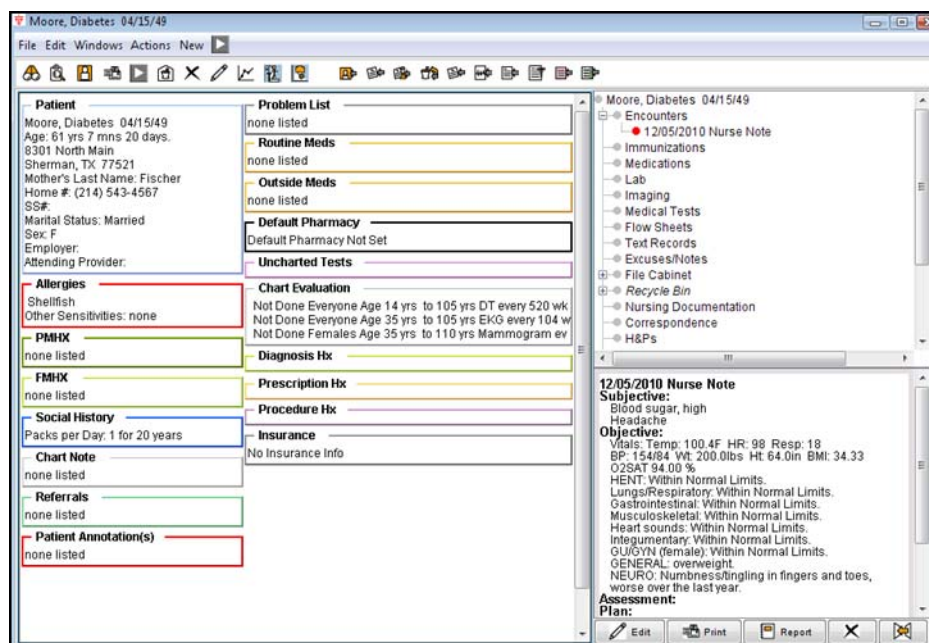 Moore, Diabetes 04/15/49
File Edit Windows Actions New
Patient
Moore, Diabetes 04/15/49
Age: 61 yrs 7 mns 20 days.
8301 North Main
Sherman, TX 77521
Mother's Last Name: Fischer
Home #: (214) 543-4567
SS#:
Marital Status: Married
Sex: F
Employer:
Attending Provider:
Allergies
Shellfish
Other Sensitivities: none
PMHX
none listed
FMHX
none listed
Social History
Packs per Day: 1 for 20 years
Chart Note
none listed
Referrals
none listed
Patient Annotation(s)
none listed
Problem List
none listed
Routine Meds
none listed
Outside Meds
none listed
Default Pharmacy
Default Pharmacy Not Set
Uncharted Tests
Chart Evaluation
Not Done Everyone Age 14 yrs to 105 yrs DT every 520 wk
Not Done Everyone Age 35 yrs to 105 yrs EKG every 104 w
Not Done Females Age 35 yrs to 110 yrs Mammogram ev
Diagnosis Hx
Prescription Hx
Procedure Hx
Insurance
No Insurance Info
Moore, Diabetes 04/15/49
Encounters
12/05/2010 Nurse Note
Immunizations
Medications
Lab
Imaging
Medical Tests
Flow Sheets
Text Records
Excuses/Notes
File Cabinet
Recycle Bin
Nursing Documentation
Correspondence
H&Ps
12/05/2010 Nurse Note
Subjective:
Blood sugar, high
Headache
Objective:
Vitals: Temp: 100.4F HR: 98 Resp: 18
BP: 154/84 Wt: 200.0lbs Ht: 64.0in BMI: 34.33
O2SAT 94.00 %
HENT: Within Normal Limits.
Lungs/Respiratory: Within Normal Limits.
Gastrointestinal: Within Normal Limits.
Musculoskeletal: Within Normal Limits.
Heart sounds: Within Normal Limits.
Integumentary: Within Normal Limits.
GU/GYN (female): Within Normal Limits.
GENERAL: overweight.
NEURO: Numbness/tingling in fingers and toes,
worse over the last year.
Assessment:
Plan:
Edit Print Report